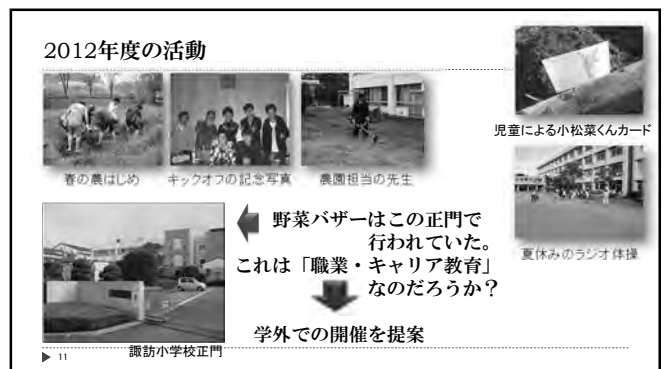 2012年度の活動
児童による小松菜くんカード
春の農はじめ
キックオフの記念写真
農園担当の先生
夏休みのラジオ体操
野菜バザーはこの正門で
行われていた。
これは「職業・キャリア教育」
なのだろうか？
学外での開催を提案
諏訪小学校正門
11